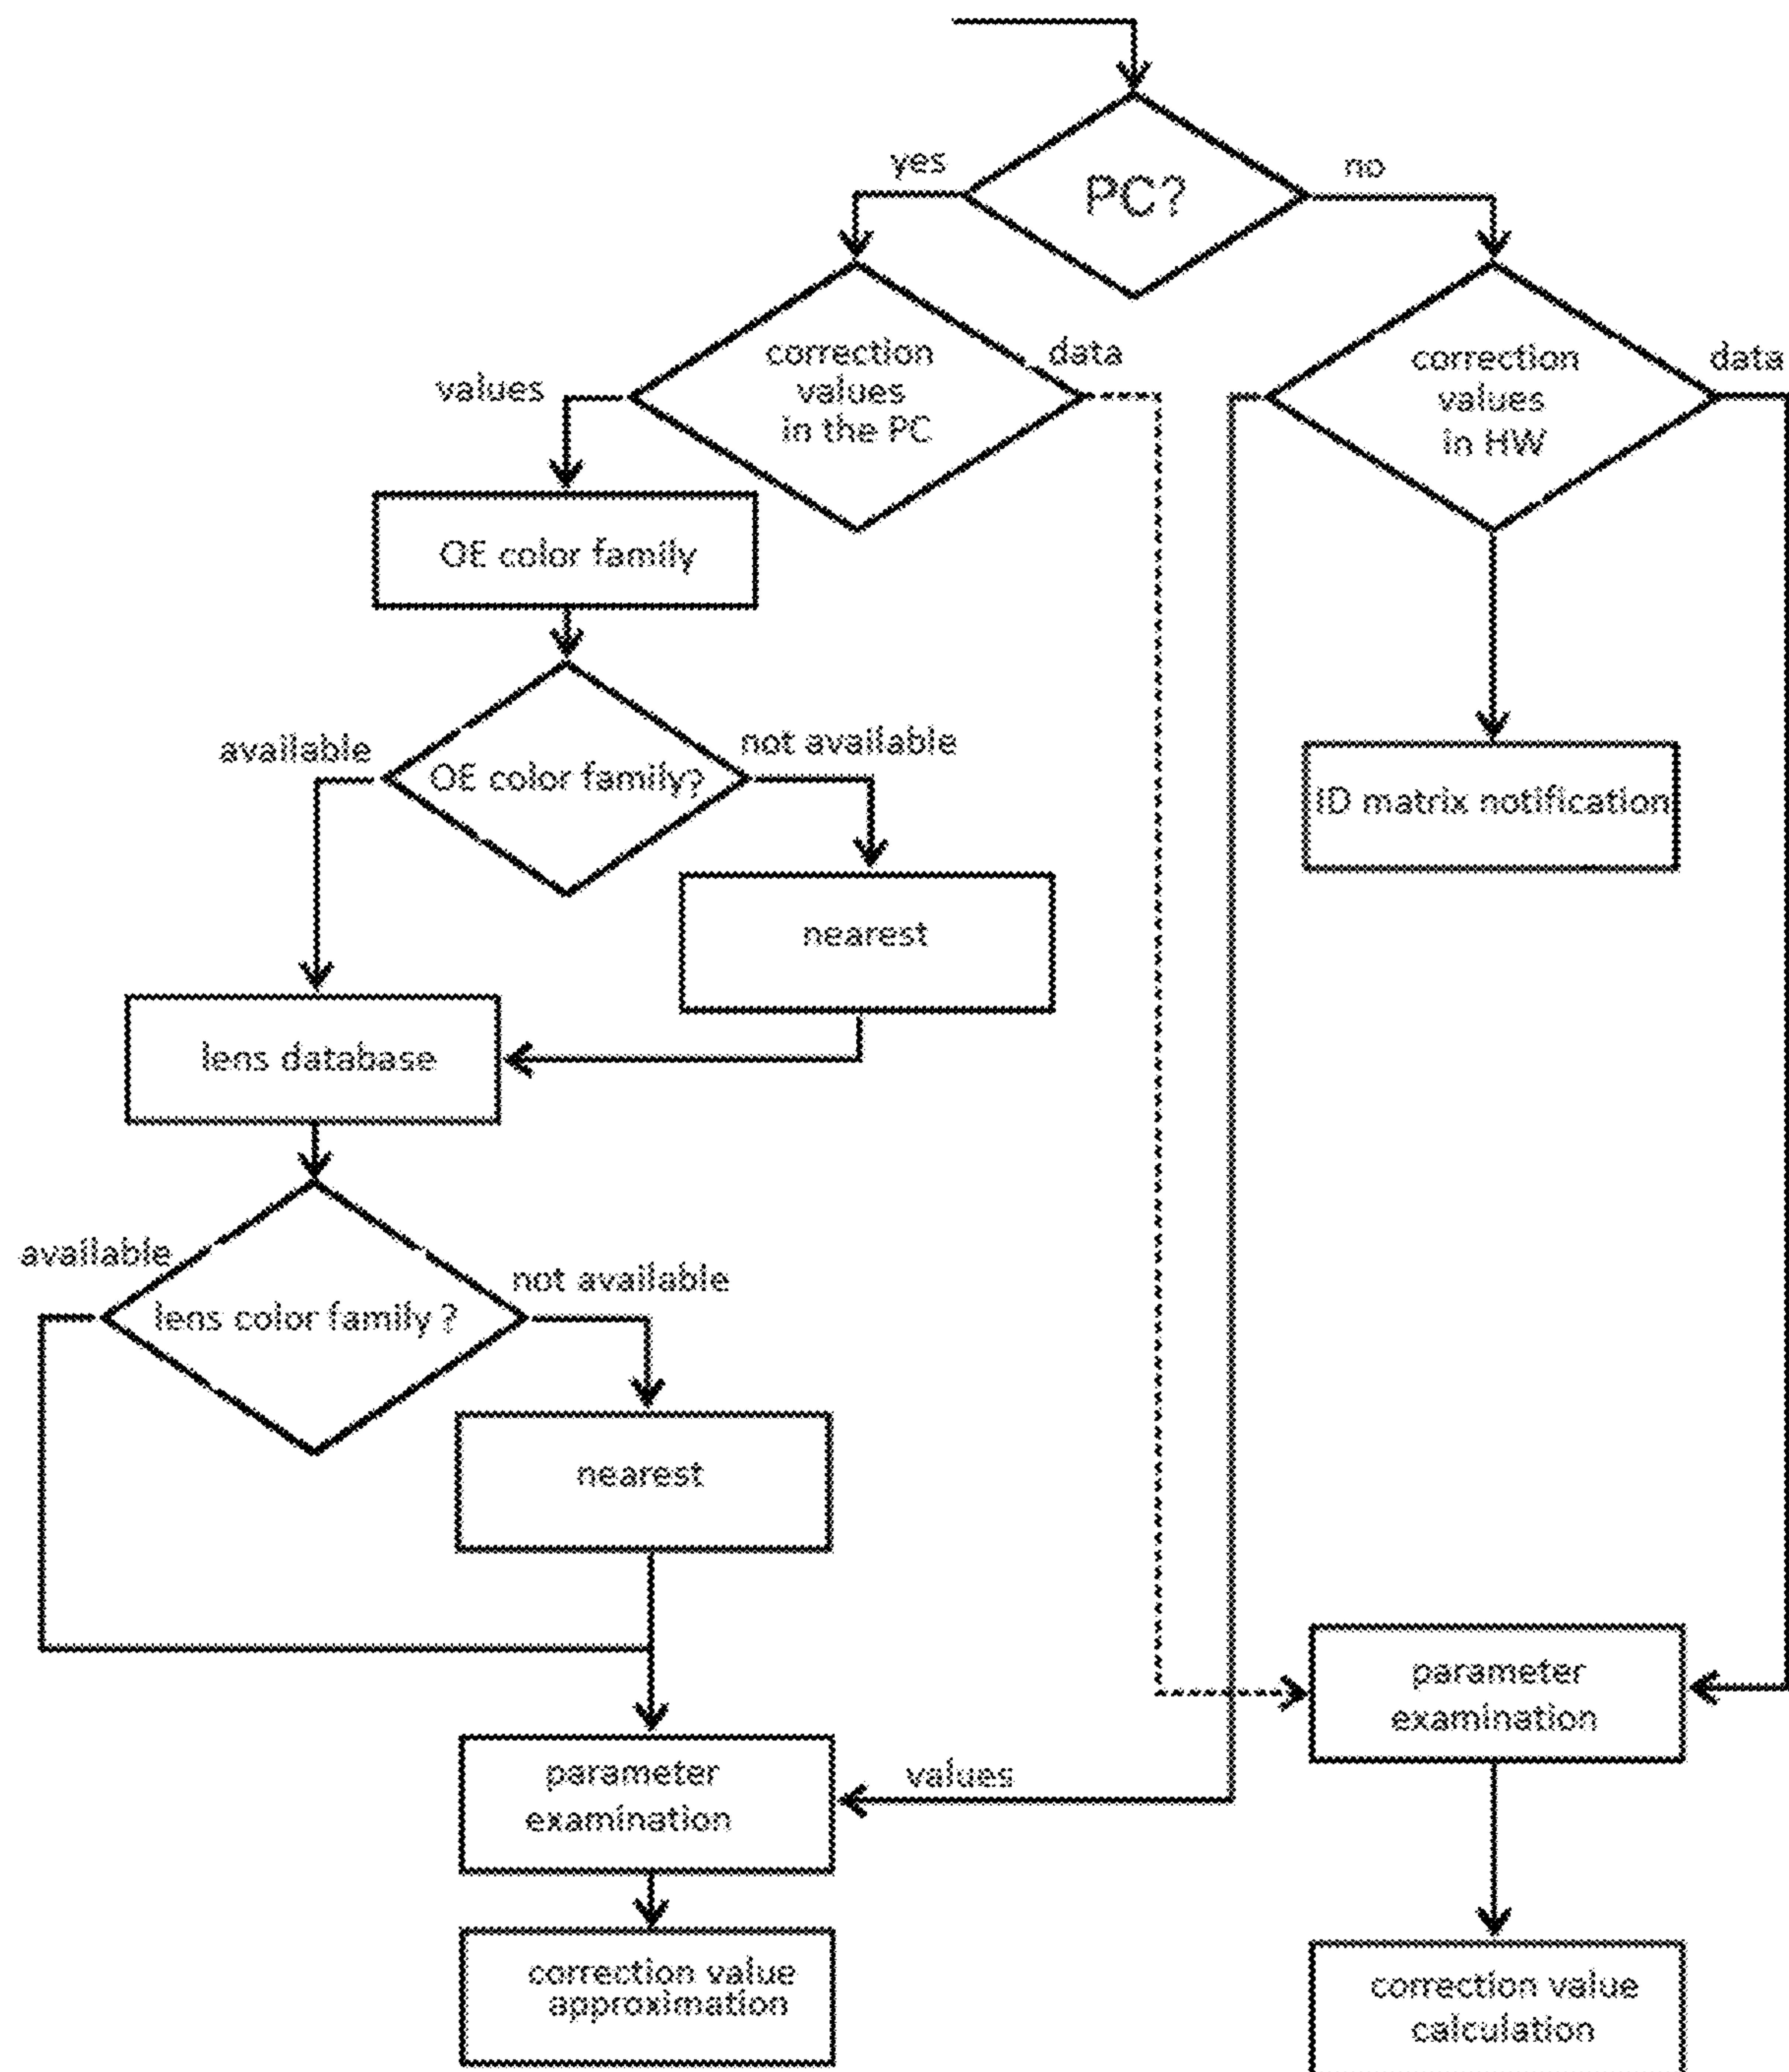 yes
PC?
no
correction
values
in the PC
data
values
correction
values
in HW
data
OE color family
available
OE color family?
not available
ID matrix notification
nearest
lens database
available
lens color family ?
not available
nearest
parameter
examination
values
parameter
examination
correction value
approximation
correction value
calculation